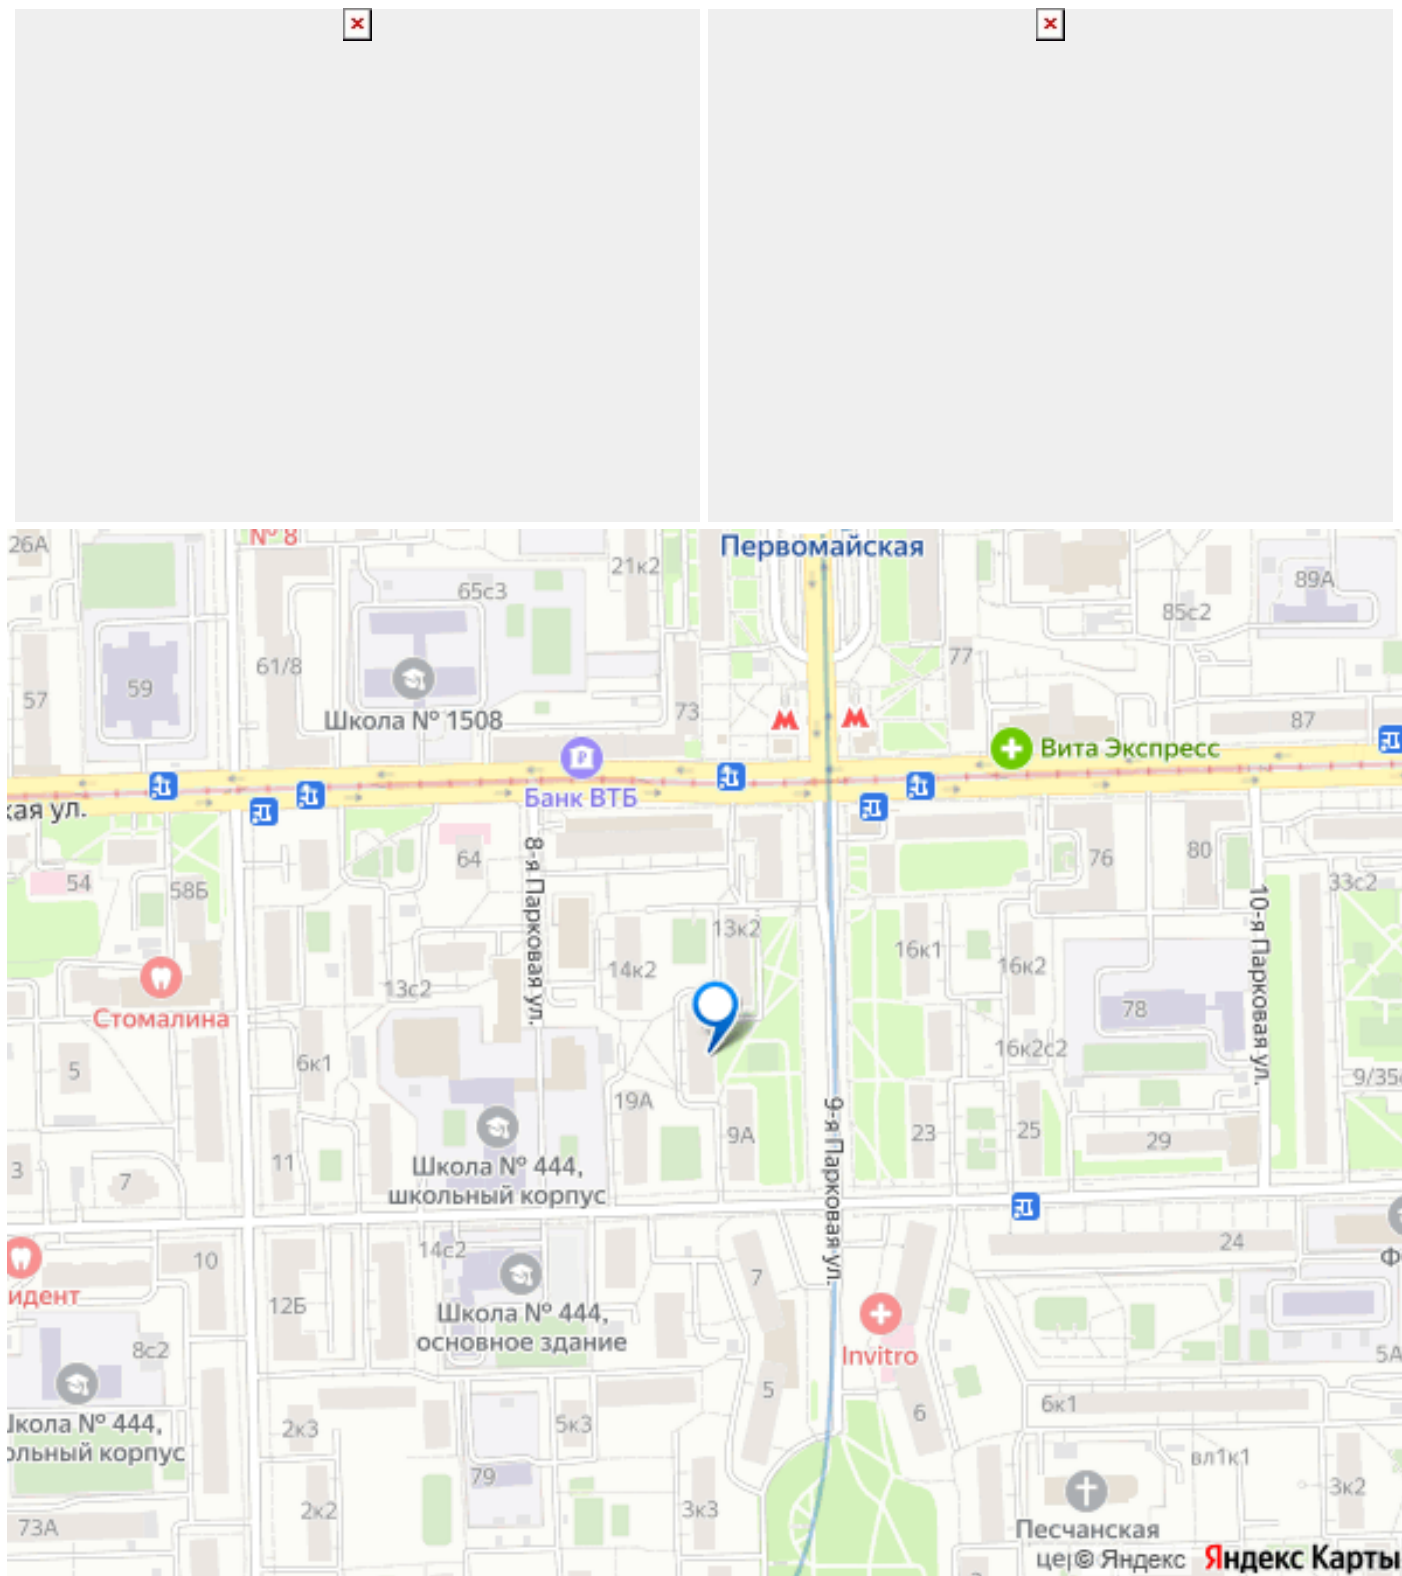 № 8
Первомайская
26А
21к2
65с3
89А
85с2
61/8
77
59
57
73
Школа № 1508
87
Вита Экспресс
Банк ВТБ
кая ул.
64
8-я Парковая ул.
76
80
54
58Б
33с2
10-я Парковая ул.
13к2
16к1
14к2
16к2
13с2
Стомалина
78
16к2с2
6к1
5
9/35
19А
9-я Парковая ул.
9А
23
25
29
11
3
7
Школа № 444,
школьный корпус
14с2
24
10
7
идент
12Б
Школа № 444,
основное здание
8с2
Invitro
5А
5
6к1
6
Школа № 444,
ольный корпус
2к3
5к3
79
вл1к1
2к2
3к3
3к2
73А
Песчанская
це
© Яндекс
Яндекс Карты